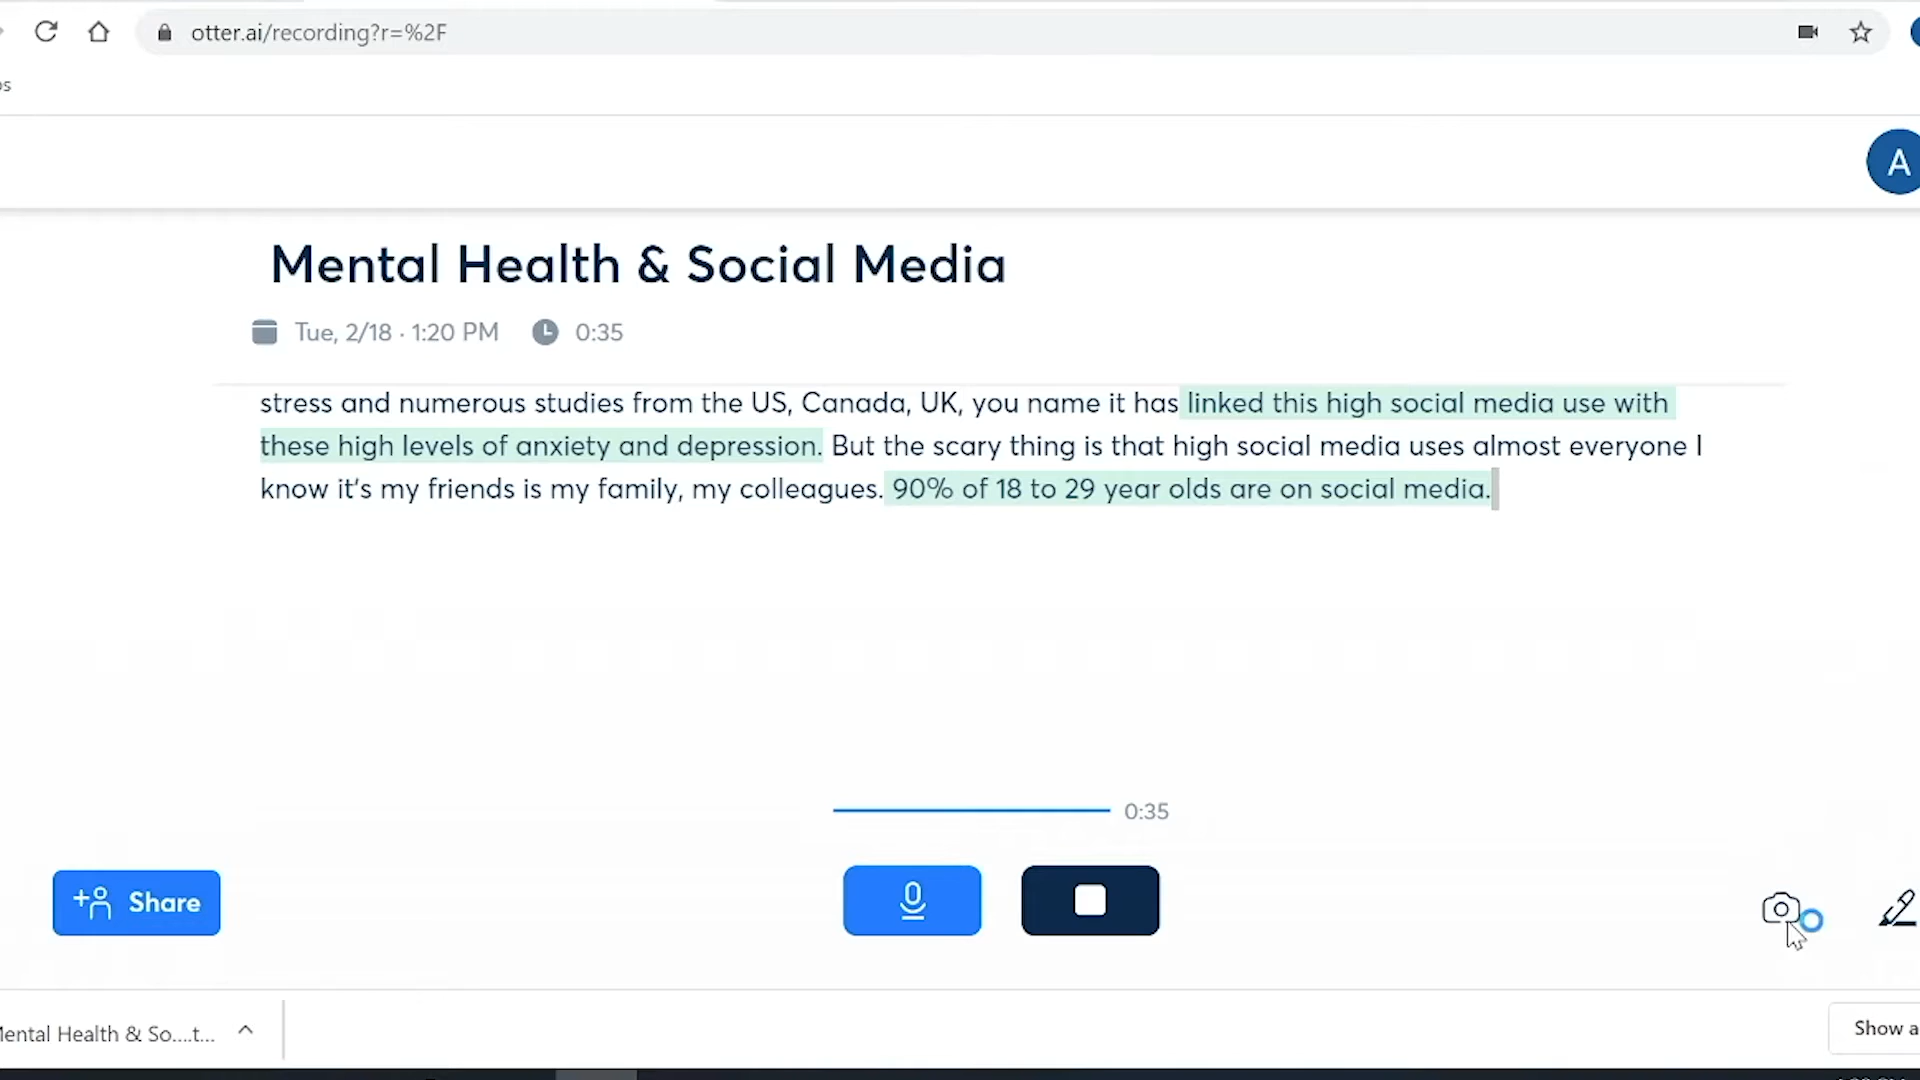 otter.ai/recording?r=%2F
A
Mental Health & Social Media
Tue, 2/18 · 1:20 PM 0:35
stress and numerous studies from the US, Canada, UK, you name it has linked this high social media use with
these high levels of anxiety and depression. But the scary thing is that high social media uses almost everyone I
know it's my friends is my family, my colleagues. 90% of 18 to 29 year olds are on social media.
0:35
Share
Mental Health & So....t...
Show a